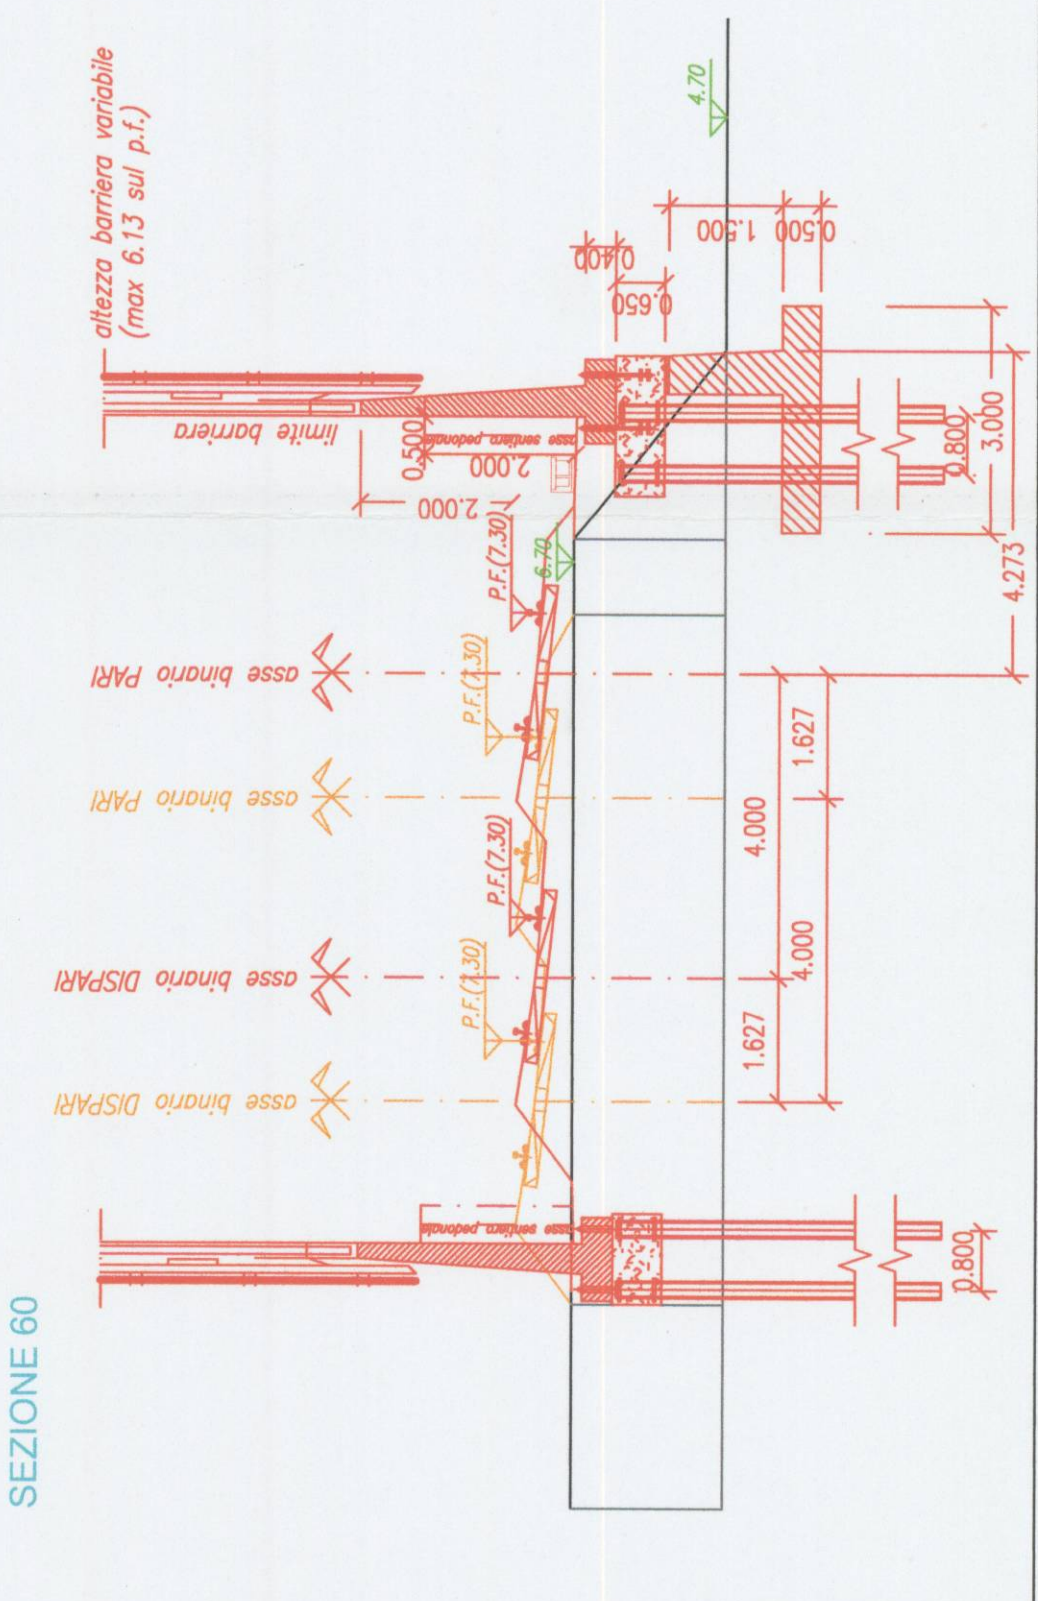 SEZIONE 60
altezza barriera variabile
(max 6.13 sul p.f.)
limite barriera
asse binario DISPARI
asse binario DISPARI
asse binario PARI
asse binario PARI
asse sentiero pedonale
asse sentiero pedonale
P.F.(7.30)
P.F.(7.30)
P.F.(7.30)
P.F.(7.30)
6.70
4.70
0.500
2.000
2.000
0.400
0.650
1.500
0.500
0.800
3.000
4.273
1.627
4.000
4.000
1.627
0.800